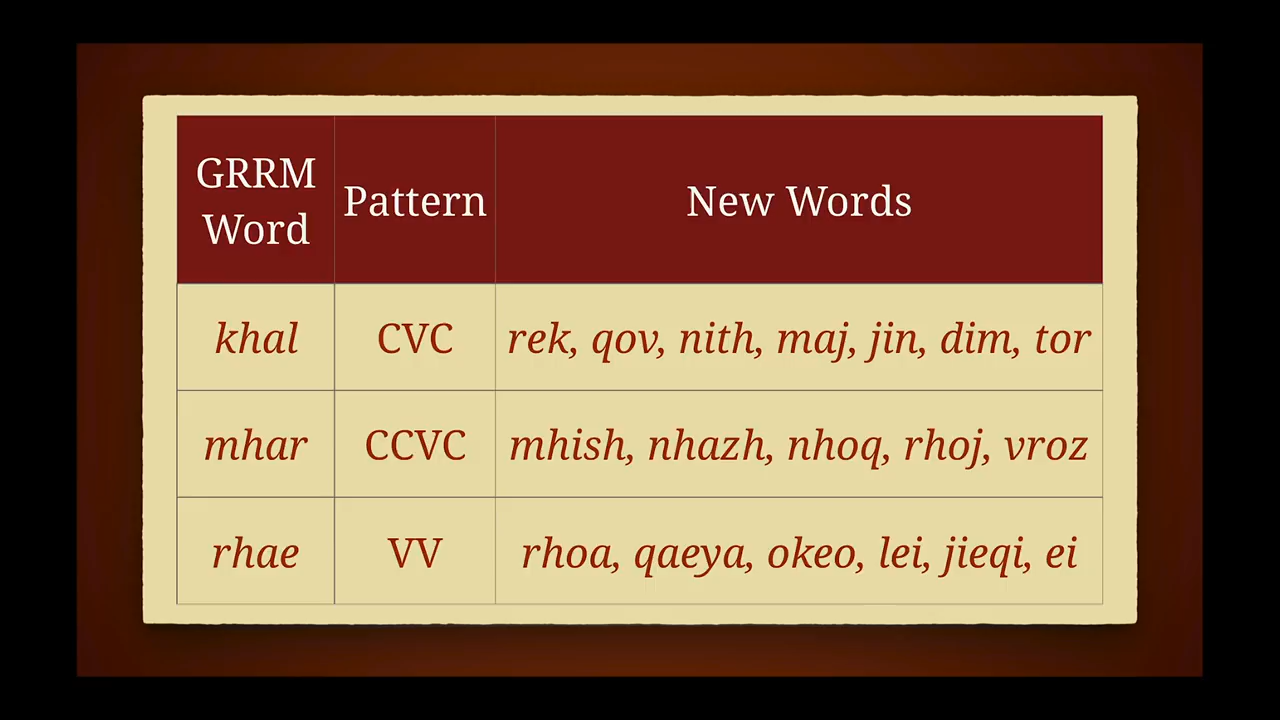 GRRM Word Pattern New Words
khal CVC rek, qov, nith, maj, jin, dim, tor
mhar CCVC mhish, nhazh, nhoq, rhoj, vroz
rhae VV rhoa, qaeya, okeo, lei, jieqi, ei